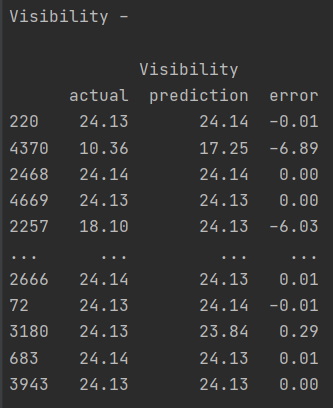 Visibility –
Visibility
actual prediction error
220 24.13 24.14 -0.01
4370 10.36 17.25 -6.89
2468 24.14 24.14 0.00
4669 24.13 24.13 0.00
2257 18.10 24.13 -6.03
... ... ... ...
2666 24.14 24.13 0.01
72 24.13 24.14 -0.01
3180 24.13 23.84 0.29
683 24.14 24.13 0.01
3943 24.13 24.13 0.00